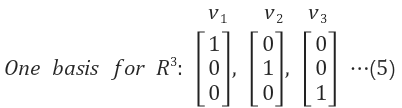 v₁ v₂ v₃
One basis for R³: [1 0 0], [0 1 0], [0 0 1] ⋯(5)